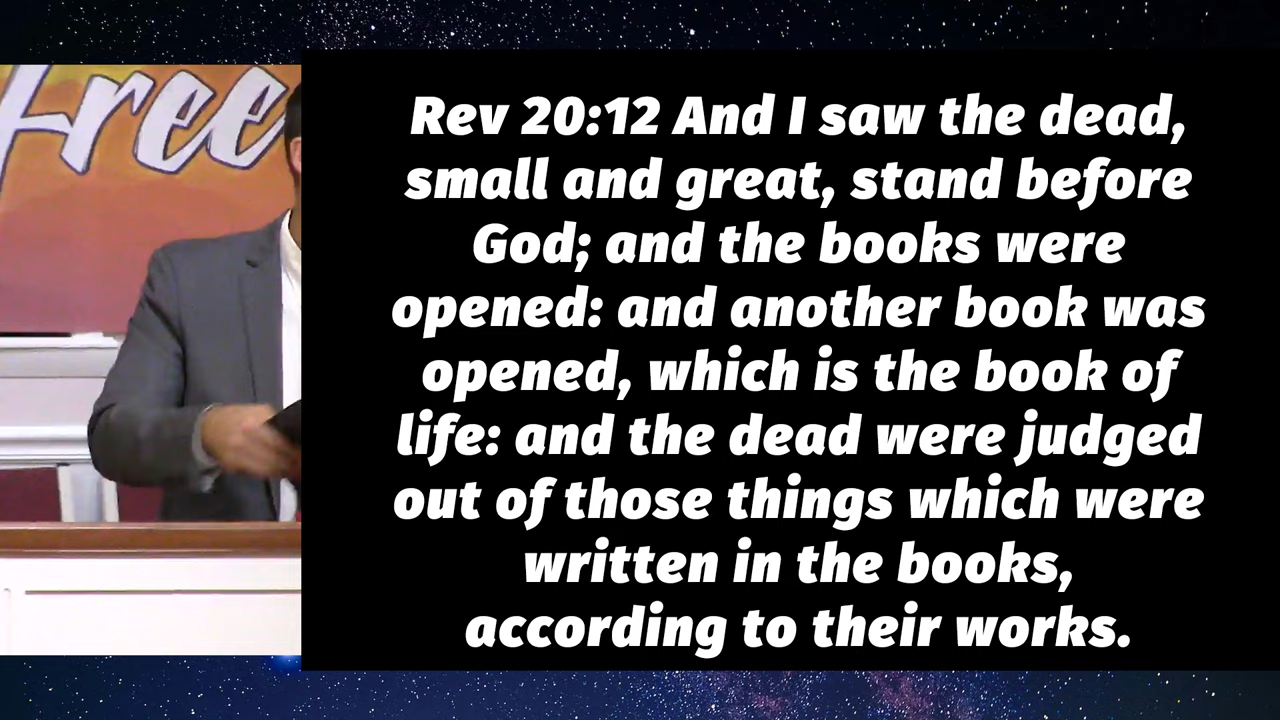 Free
Rev 20:12 And I saw the dead,
small and great, stand before
God; and the books were
opened: and another book was
opened, which is the book of
life: and the dead were judged
out of those things which were
written in the books,
according to their works.